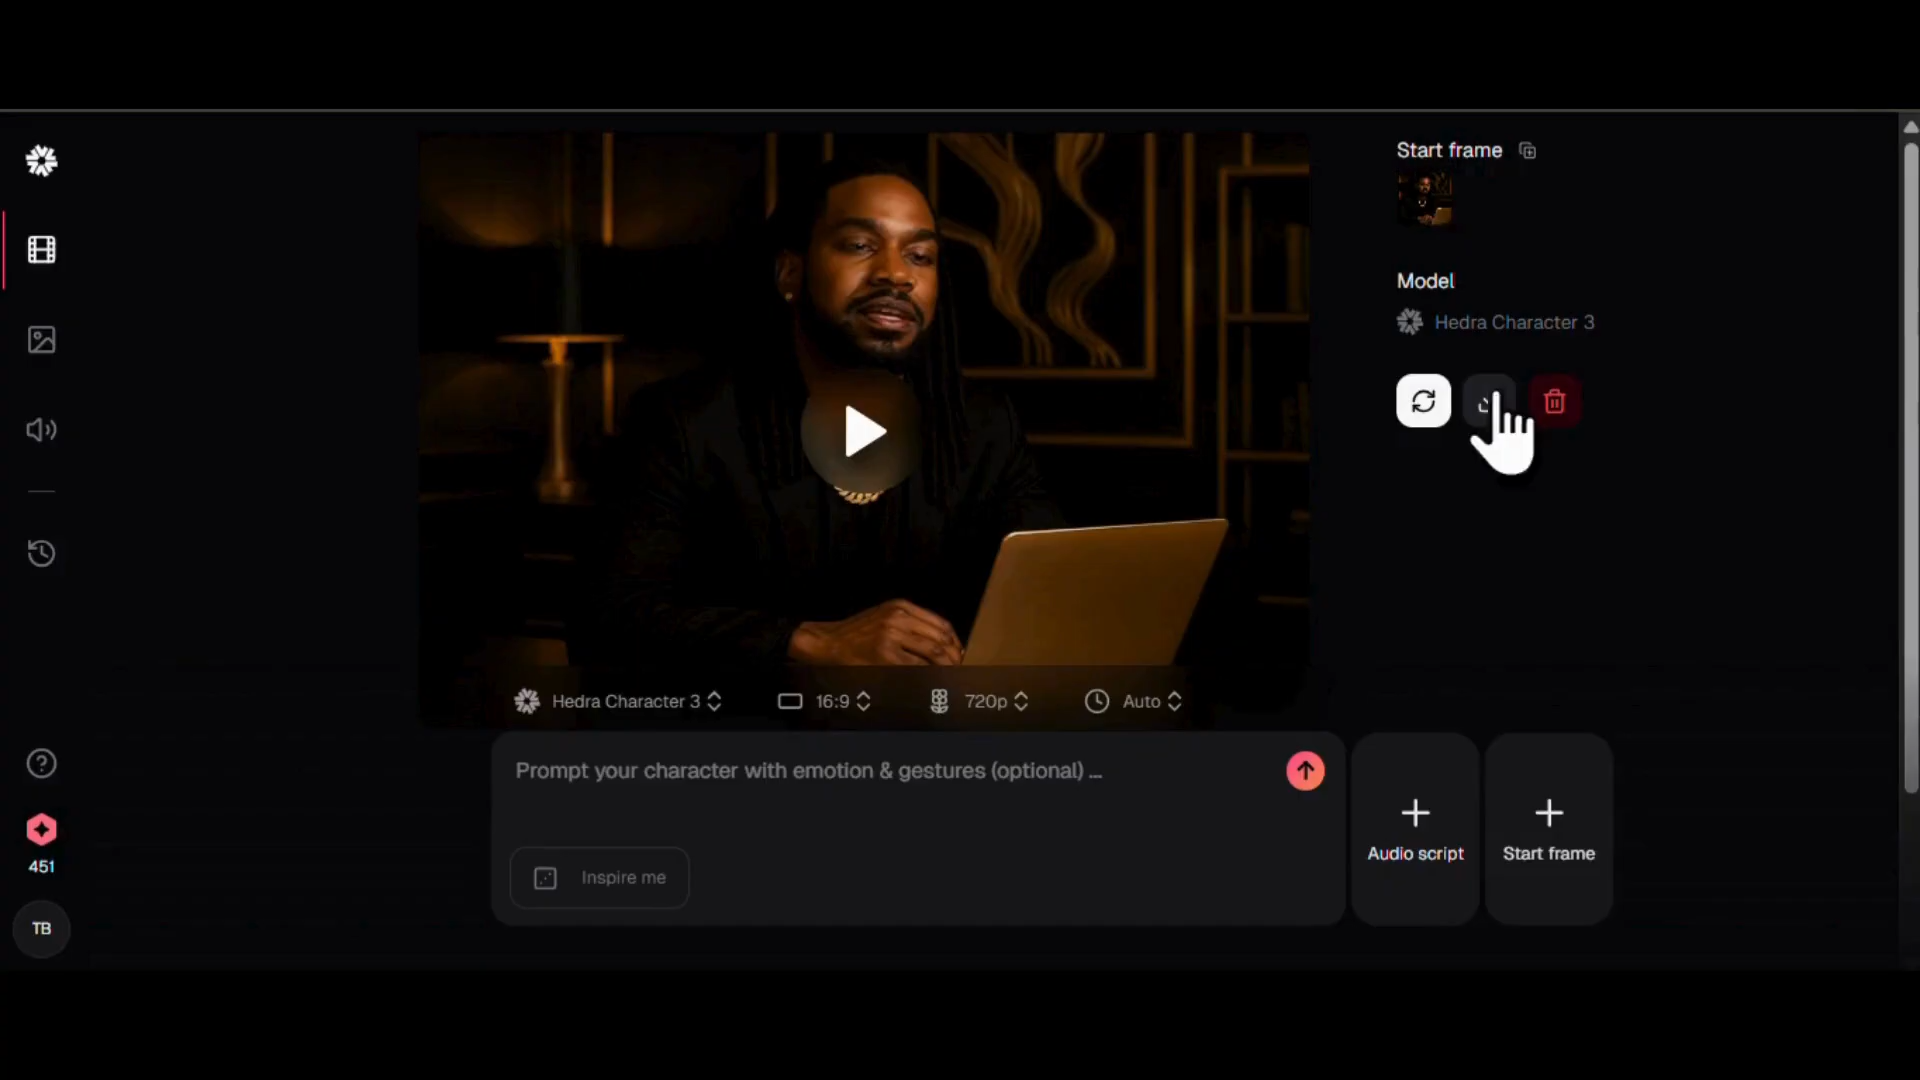 Start frame
Model
Hedra Character 3
Hedra Character 3
16:9
720p
Auto
Prompt your character with emotion & gestures (optional) ...
Inspire me
Audio script
Start frame
451
TB